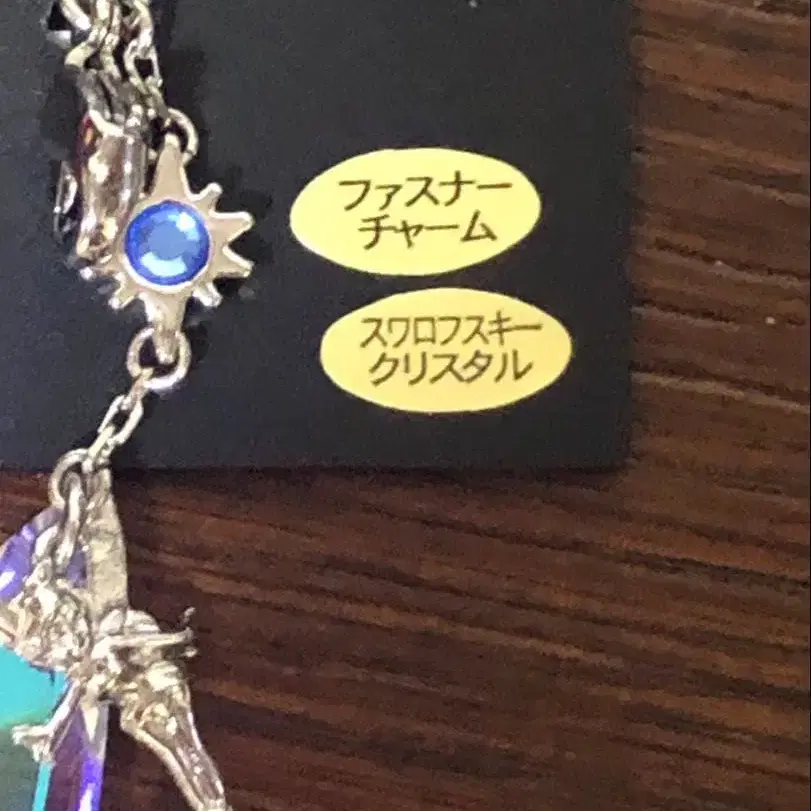 ファスナー
チャーム
スワロフスキー
クリスタル